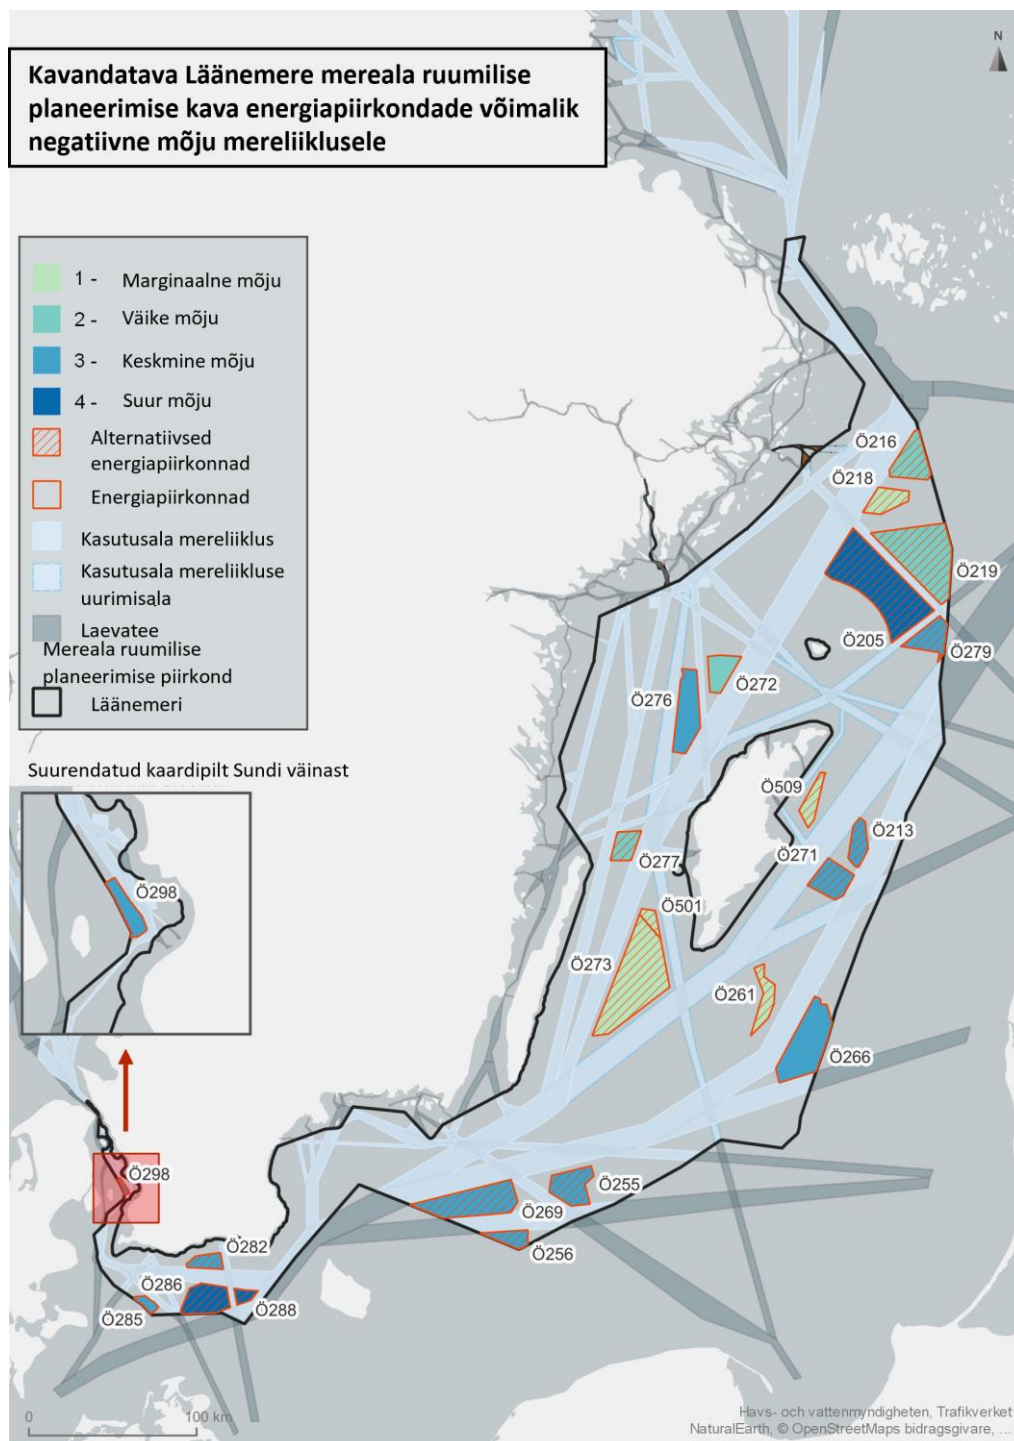 Kavandatava Läänemere mereala ruumilise
planeerimise kava energiapiirkondade võimalik
negatiivne mõju mereliiklusele
N
1 - Marginaalne mõju
2 - Väike mõju
3 - Keskmine mõju
4 - Suur mõju
Alternatiivsed
energiapiirkonnad
Energiapiirkonnad
Kasutusala mereliiklus
Kasutusala mereliikluse
uurimisala
Laevatee
Mereala ruumilise
planeerimise piirkond
Läänemeri
Suurendatud kaardipilt Sundi väinast
Ö298
Ö216
Ö218
Ö219
Ö205
Ö279
Ö272
Ö276
Ö509
Ö213
Ö271
Ö277
Ö501
Ö273
Ö261
Ö266
Ö298
Ö255
Ö269
Ö256
Ö282
Ö286
Ö285
Ö288
0 100 km
Havs- och vattenmyndigheten, Trafikverket
NaturalEarth, © OpenStreetMaps bidragsgivare, ...